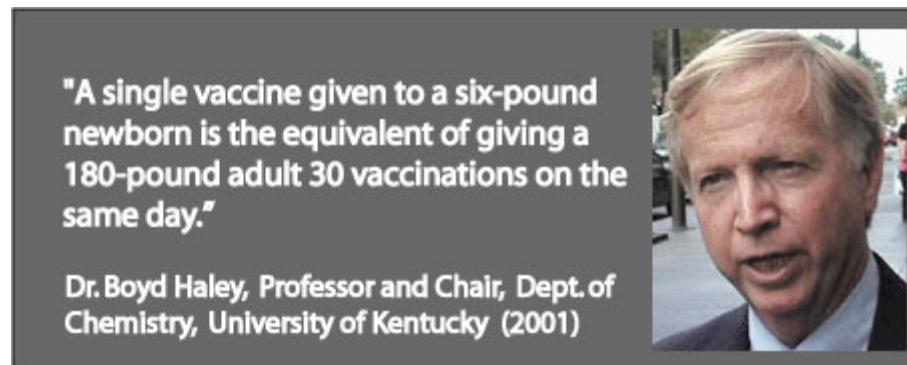 "A single vaccine given to a six-pound
newborn is the equivalent of giving a
180-pound adult 30 vaccinations on the
same day.”
Dr. Boyd Haley, Professor and Chair, Dept. of
Chemistry, University of Kentucky (2001)